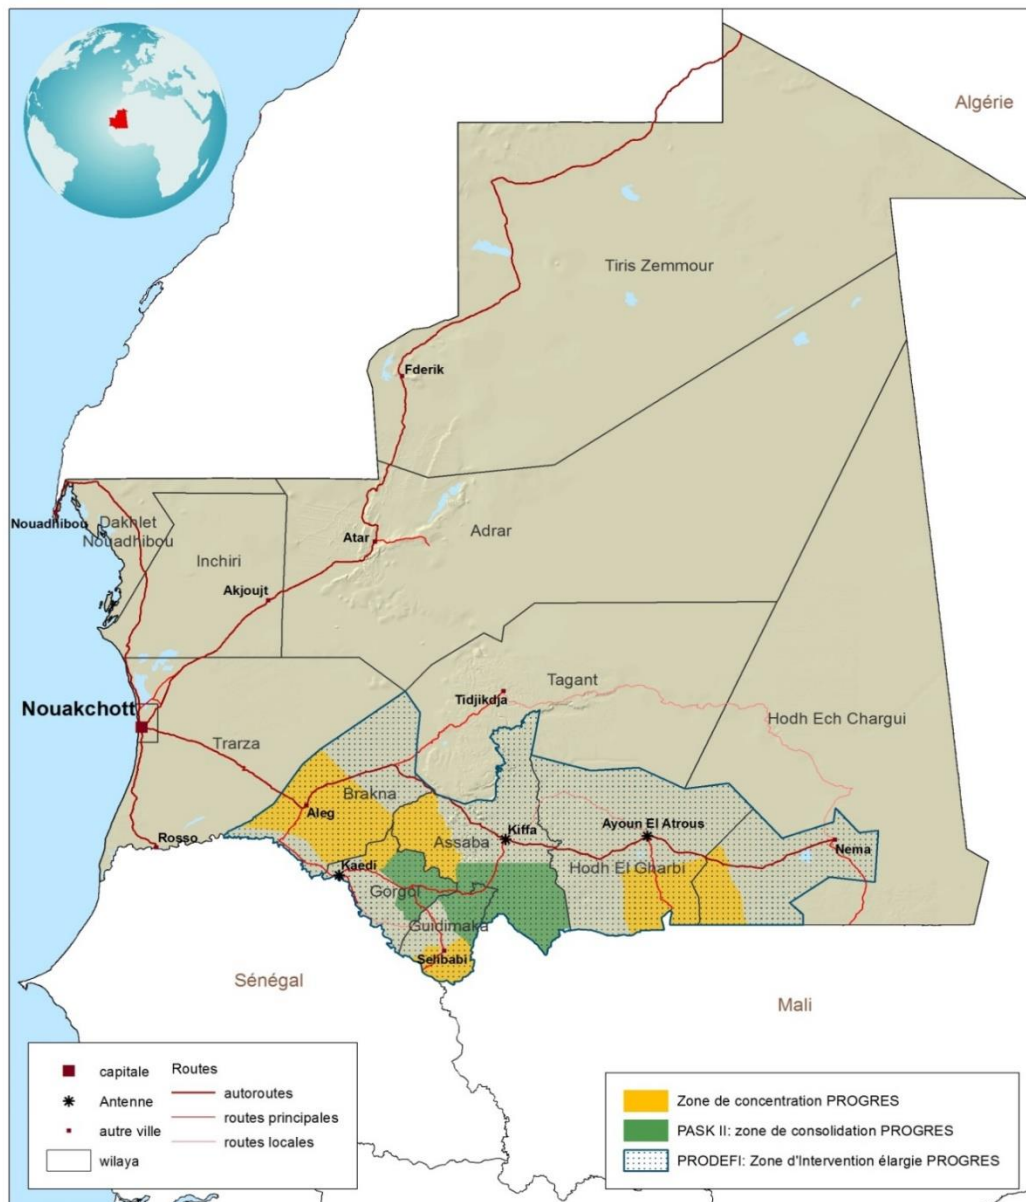 Algérie
Tiris Zemmour
Fderik
Nouadhibou
Dakhlet
Nouadhibou
Inchiri
Atar
Adrar
Akjoujt
Nouakchott
Tidjikdja
Tagant
Hodh Ech Chargui
Trarza
Brakna
Aleg
Rosso
Assaba
Kiffa
Ayoun El Atrous
Nema
Kaedi
Gorgol
Hodh El Gharbi
Guidimaka
Selibabi
Sénégal
Mali
capitale
Antenne
autre ville
wilaya
Routes
autoroutes
routes principales
routes locales
Zone de concentration PROGRES
PASK II: zone de consolidation PROGRES
PRODEFI: Zone d'Intervention élargie PROGRES